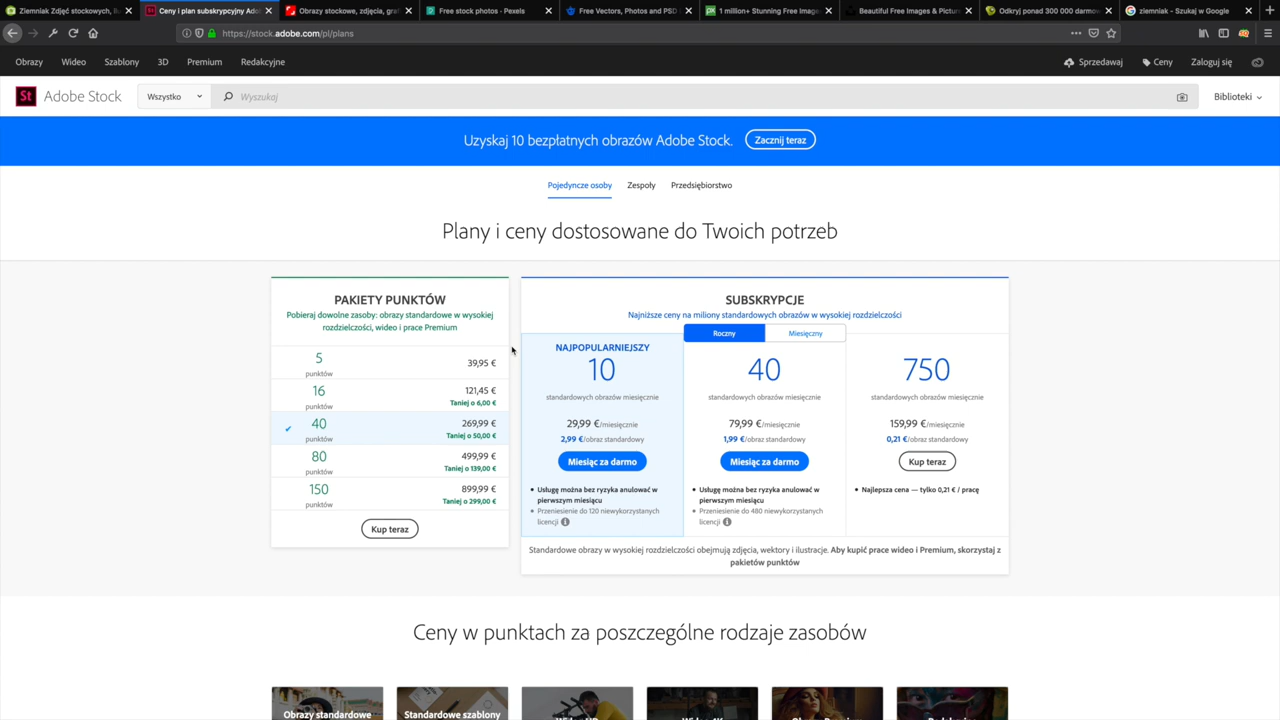 Ziemniak Zdjęć stockowych, B
Ceny i plan subskrypcyjny Adob
Obrazy stockowe, zdjęcia, graf
Free stock photos · Pexels
Free Vectors, Photos and PSD
1 million+ Stunning Free Image
Beautiful Free Images & Pictur
Odkryj ponad 300 000 darmow
ziemniak - Szukaj w Google
https://stock.adobe.com/pl/plans
Obrazy Wideo Szablony 3D Premium Redakcyjne Sprzedawaj Ceny Zaloguj się
St Adobe Stock Wszystko Wyszukaj Biblioteki
Uzyskaj 10 bezpłatnych obrazów Adobe Stock. Zacznij teraz
Pojedyncze osoby Zespoły Przedsiębiorstwo
Plany i ceny dostosowane do Twoich potrzeb
PAKIETY PUNKTÓW
Pobieraj dowolne zasoby: obrazy standardowe w wysokiej
rozdzielczości, wideo i prace Premium
5
punktów
39,95 €
16
punktów
121,45 €
Taniej o 6,00 €
40
punktów
269,99 €
Taniej o 50,00 €
80
punktów
499,99 €
Taniej o 139,00 €
150
punktów
899,99 €
Taniej o 299,00 €
Kup teraz
SUBSKRYPCJE
Najniższe ceny na miliony standardowych obrazów w wysokiej rozdzielczości
Roczny Miesięczny
NAJPOPULARNIEJSZY
10
standardowych obrazów miesięcznie
29,99 €/miesięcznie
2,99 €/obraz standardowy
Miesiąc za darmo
Usługę można bez ryzyka anulować w
pierwszym miesiącu
Przeniesienie do 120 niewykorzystanych
licencji
40
standardowych obrazów miesięcznie
79,99 €/miesięcznie
1,99 €/obraz standardowy
Miesiąc za darmo
Usługę można bez ryzyka anulować w
pierwszym miesiącu
Przeniesienie do 480 niewykorzystanych
licencji
750
standardowych obrazów miesięcznie
159,99 €/miesięcznie
0,21 €/obraz standardowy
Kup teraz
Najlepsza cena — tylko 0,21 € / pracę
Standardowe obrazy w wysokiej rozdzielczości obejmują zdjęcia, wektory i ilustracje. Aby kupić prace wideo i Premium, skorzystaj z
pakietów punktów
Ceny w punktach za poszczególne rodzaje zasobów
Obrazy standardowe
Standardowe szablony